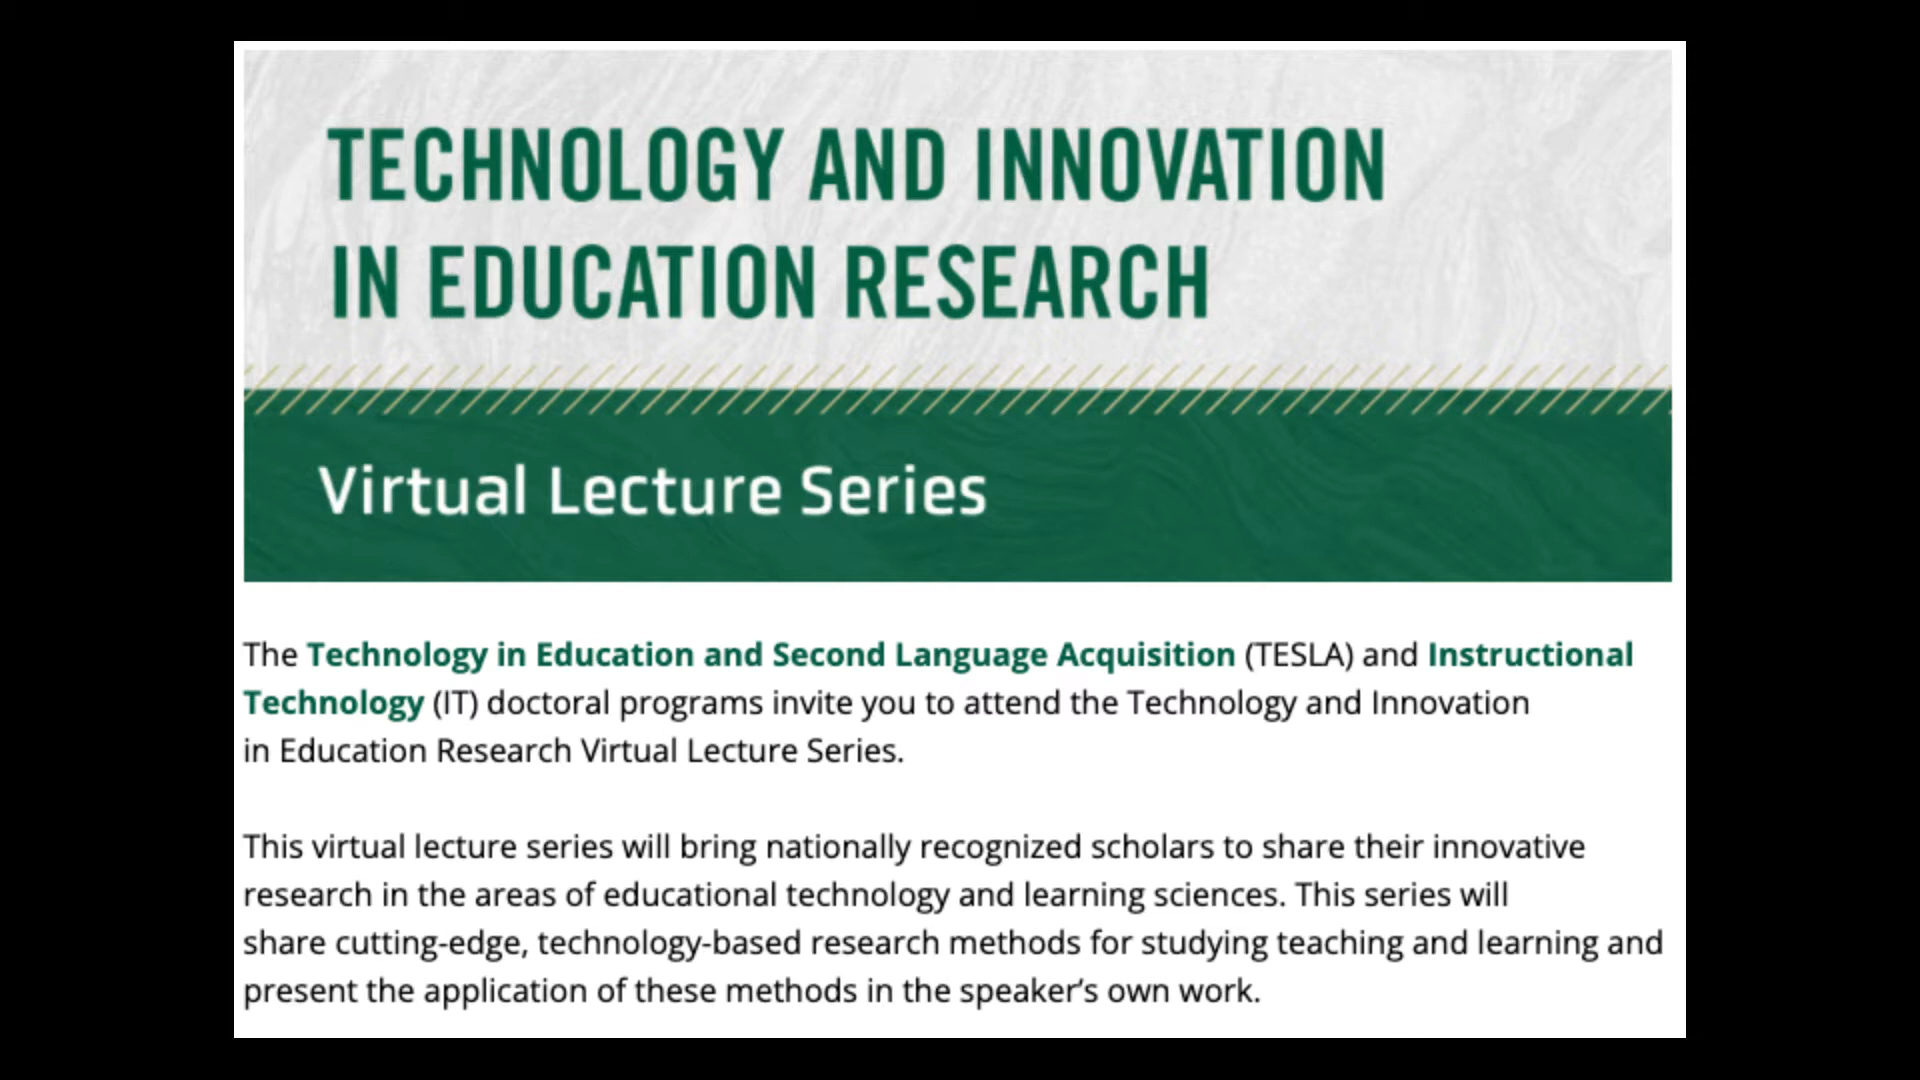 TECHNOLOGY AND INNOVATION
IN EDUCATION RESEARCH
Virtual Lecture Series
The Technology in Education and Second Language Acquisition (TESLA) and Instructional
Technology (IT) doctoral programs invite you to attend the Technology and Innovation
in Education Research Virtual Lecture Series.
This virtual lecture series will bring nationally recognized scholars to share their innovative
research in the areas of educational technology and learning sciences. This series will
share cutting-edge, technology-based research methods for studying teaching and learning and
present the application of these methods in the speaker’s own work.